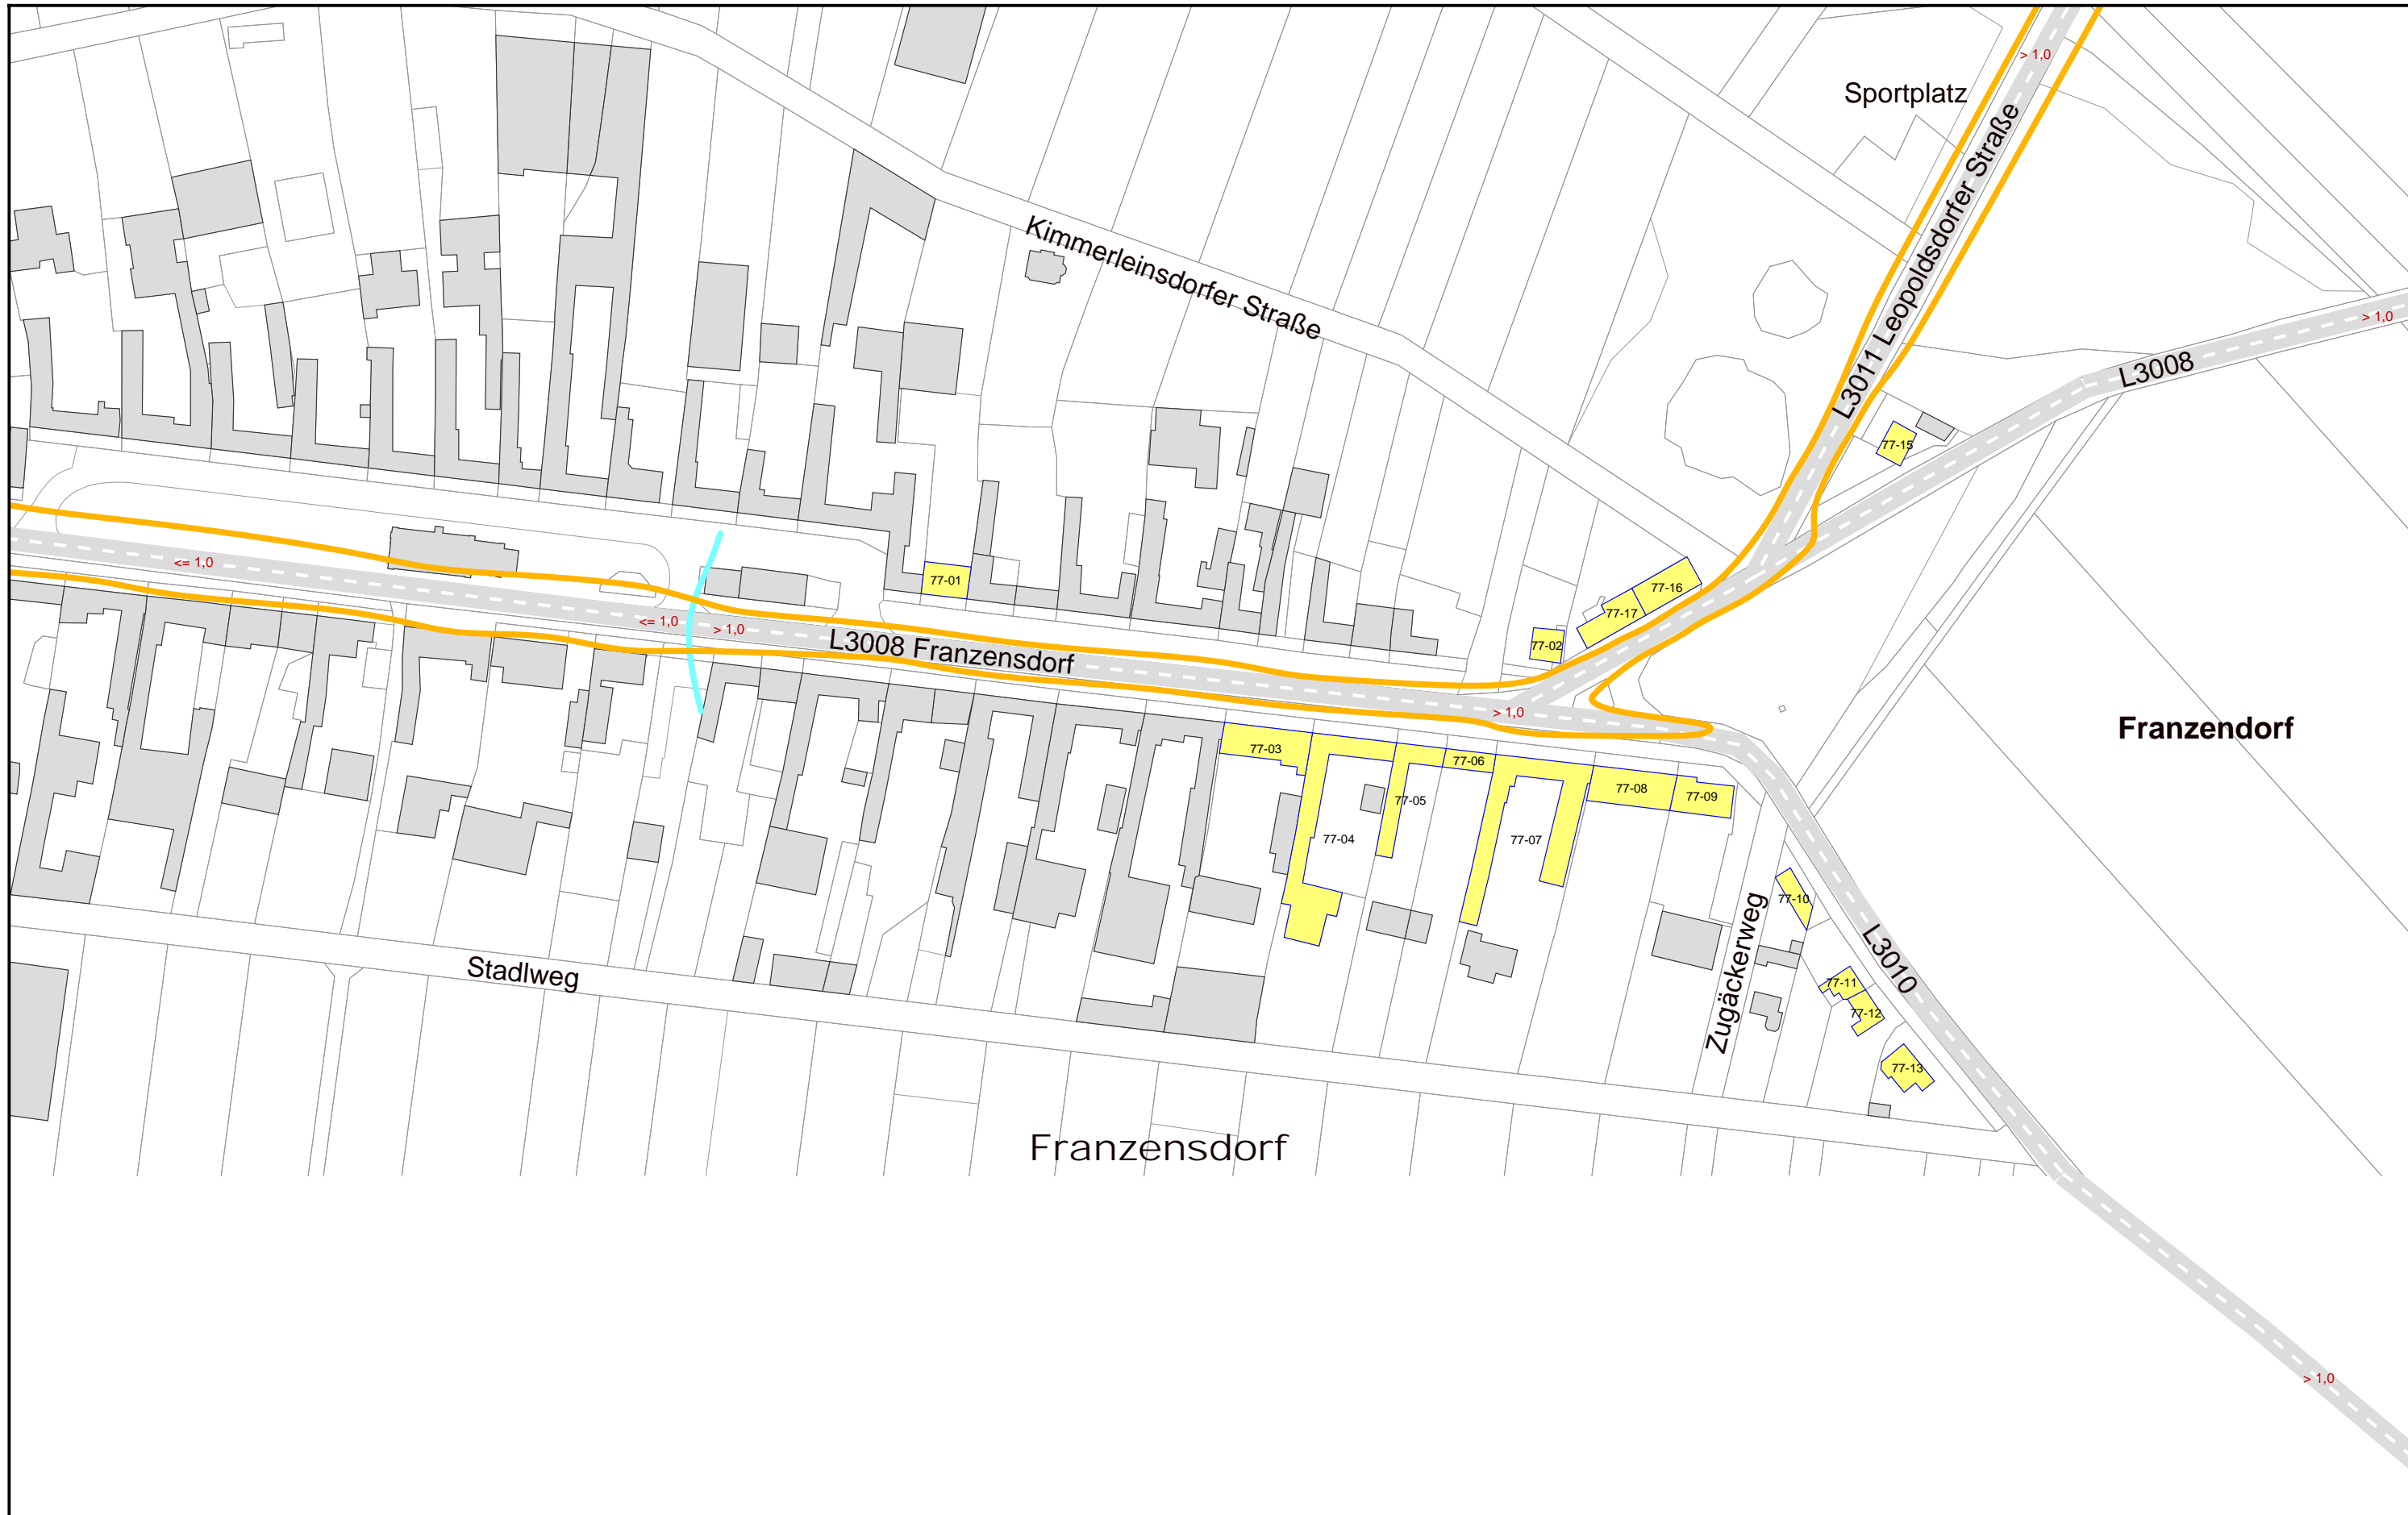 > 1,0
Sportplatz
L3011 Leopoldsdorfer Straße
Kimmerleinsdorfer Straße
> 1,0
L3008
77-15
<= 1,0
77-01
77-16
77-17
<= 1,0
> 1,0
L3008 Franzensdorf
77-02
> 1,0
Franzendorf
77-03
77-06
77-08
77-09
77-05
77-04
77-07
77-10
Zugäckerweg
L3010
Stadlweg
77-11
77-12
77-13
Franzensdorf
> 1,0